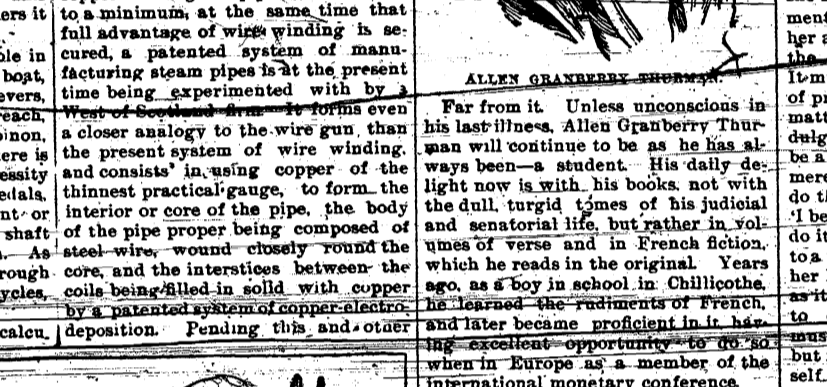 ers it
ole in
boat,
evers,
reach,
pinon,
ere is
essity
edals,
nt or
shaft
As
rough
ycles,
calcu
to a minimum, at the same time that
full advantage of wire winding is se-
cured, a patented system of manu-
facturing steam pipes is at the present
time being experimented with by a
West of Scotland firm. It forms even
a closer analogy to the wire gun, than
the present system of wire winding,
and consists in using copper of the
thinnest practical gauge, to form the
interior or core of the pipe, the body
of the pipe proper being composed of
steel wire, wound closely round the
core, and the interstices between the
coils being filled in solid with copper
by a patented system of copper electro-
deposition. Pending this and other
ALLEN GRANBERRY THURMAN.
Far from it. Unless unconscious in
his last illness, Allen Granberry Thur-
man will continue to be as he has al-
ways been—a student. His daily de-
light now is with his books, not with
the dull, turgid tomes of his judicial
and senatorial life, but rather in vol-
umes of verse and in French fiction,
which he reads in the original. Years
ago, as a boy in school in Chillicothe,
he learned the rudiments of French,
and later became proficient in it, hav-
ing excellent opportunity to do so
when in Europe as a member of the
international monetary conference.
ment
her a
the
It m
of pr
matt
dulg
be a
mere
do t
'I be
do it
to a
her
as it
to
mus
but
self.